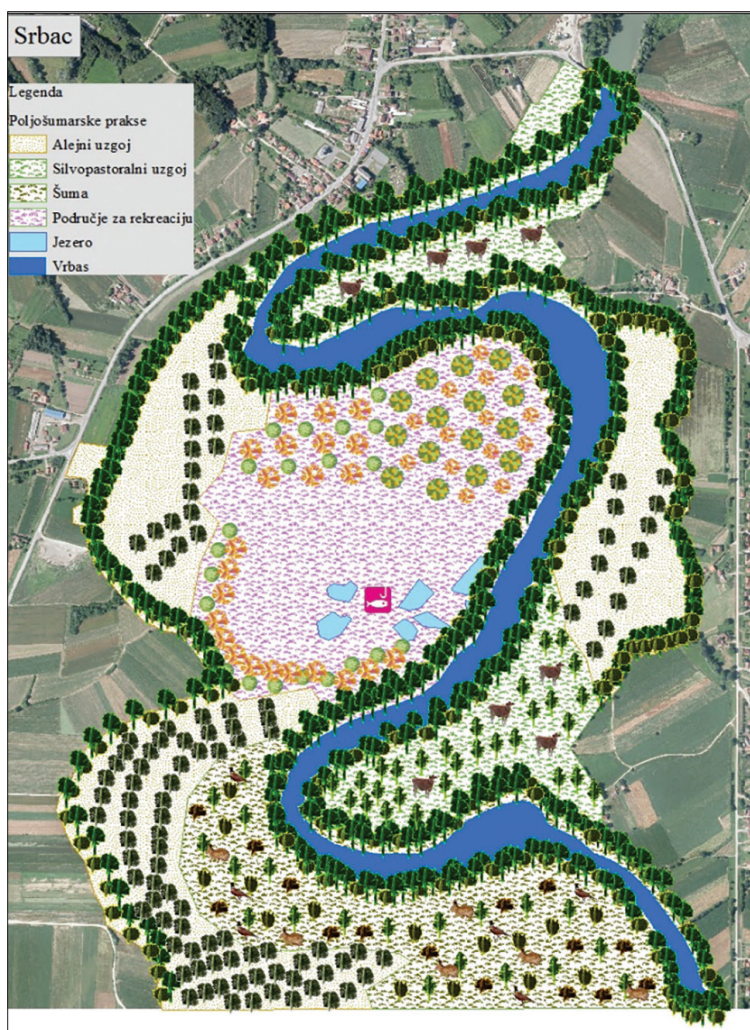 Srbac
Legenda
Poljošumarske prakse
Alejni uzgoj
Silvopastoralni uzgoj
Šuma
Područje za rekreaciju
Jezero
Vrbas